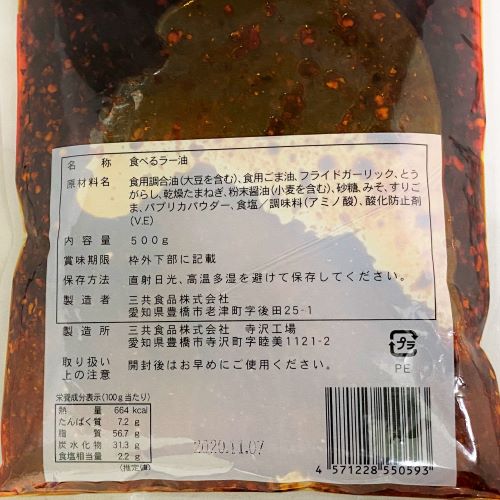 名 称 食べるラー油
原材料名 食用調合油(大豆を含む)、食用ごま油、フライドガーリック、とう
がらし、乾燥たまねぎ、粉末醤油(小麦を含む)、砂糖、みそ、すりご
ま、パプリカパウダー、食塩／調味料(アミノ酸)、酸化防止剤
(V.E)
内容量 500g
賞味期限 枠外下部に記載
保存方法 直射日光、高温多湿を避けて保存してください。
製造者 三共食品株式会社
愛知県豊橋市老津町字後田25-1
製造所 三共食品株式会社 寺沢工場
愛知県豊橋市寺沢町字睦美1121-2
取り扱い 開封後はお早めにご使用ください。
上の注意
プラ
PE
栄養成分表示(100g当たり)
熱量 664 kcal
たんぱく質 7.2 g
脂質 56.7 g
炭水化物 31.3 g
食塩相当量 2.2 g
(推定値)
2020.11.07
4 571228 550593